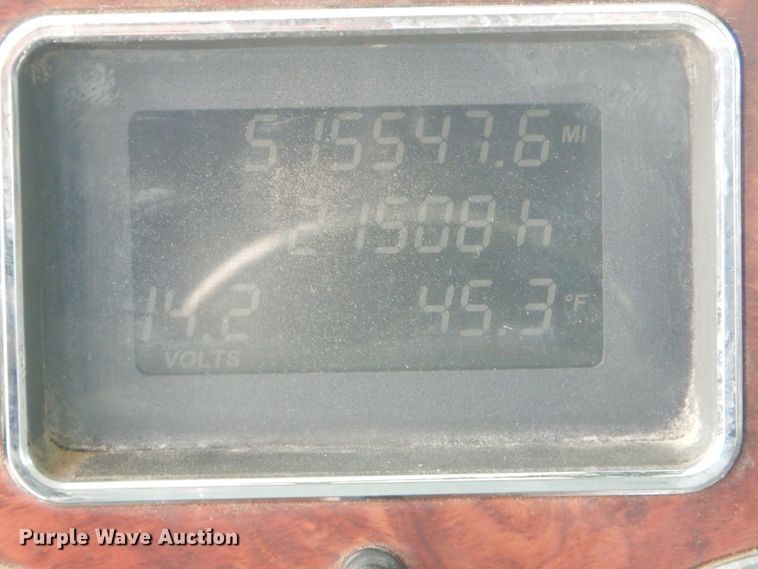 515547.6 MI
21508 h
14.2 45.3 °F
VOLTS
Purple Wave Auction